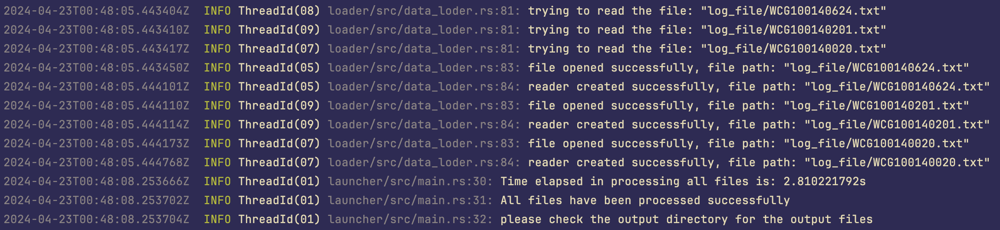 2024-04-23T00:48:05.443404Z  INFO ThreadId(08) loader/src/data_loder.rs:81: trying to read the file: "log_file/WCG100140624.txt"
2024-04-23T00:48:05.443410Z  INFO ThreadId(09) loader/src/data_loder.rs:81: trying to read the file: "log_file/WCG100140201.txt"
2024-04-23T00:48:05.443417Z  INFO ThreadId(07) loader/src/data_loder.rs:81: trying to read the file: "log_file/WCG100140020.txt"
2024-04-23T00:48:05.443450Z  INFO ThreadId(05) loader/src/data_loder.rs:83: file opened successfully, file path: "log_file/WCG100140624.txt"
2024-04-23T00:48:05.444101Z  INFO ThreadId(05) loader/src/data_loder.rs:84: reader created successfully, file path: "log_file/WCG100140624.txt"
2024-04-23T00:48:05.444110Z  INFO ThreadId(09) loader/src/data_loder.rs:83: file opened successfully, file path: "log_file/WCG100140201.txt"
2024-04-23T00:48:05.444114Z  INFO ThreadId(09) loader/src/data_loder.rs:84: reader created successfully, file path: "log_file/WCG100140201.txt"
2024-04-23T00:48:05.444173Z  INFO ThreadId(07) loader/src/data_loder.rs:83: file opened successfully, file path: "log_file/WCG100140020.txt"
2024-04-23T00:48:05.444768Z  INFO ThreadId(07) loader/src/data_loder.rs:84: reader created successfully, file path: "log_file/WCG100140020.txt"
2024-04-23T00:48:08.253666Z  INFO ThreadId(01) launcher/src/main.rs:30: Time elapsed in processing all files is: 2.810221792s
2024-04-23T00:48:08.253702Z  INFO ThreadId(01) launcher/src/main.rs:31: All files have been processed successfully
2024-04-23T00:48:08.253704Z  INFO ThreadId(01) launcher/src/main.rs:32: please check the output directory for the output files